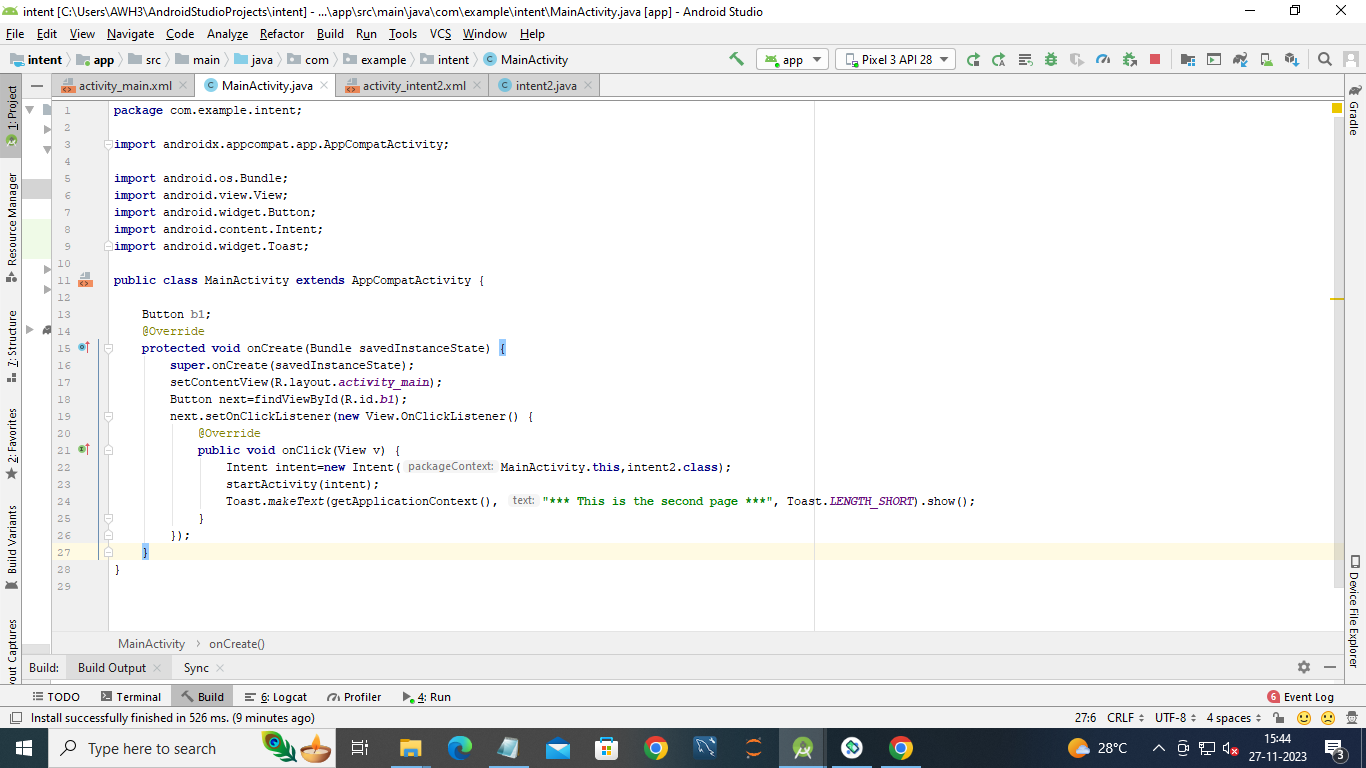 intent [C:\Users\AWH3\AndroidStudioProjects\intent] - ...\app\src\main\java\com\example\intent\MainActivity.java [app] - Android Studio
File Edit View Navigate Code Analyze Refactor Build Run Tools VCS Window Help
intent app src main java com example intent MainActivity
app Pixel 3 API 28
activity_main.xml MainActivity.java activity_intent2.xml intent2.java
1: Project
Resource Manager
7: Structure
2: Favorites
Build Variants
yout Captures
1 package com.example.intent;
2
3 import androidx.appcompat.app.AppCompatActivity;
4
5 import android.os.Bundle;
6 import android.view.View;
7 import android.widget.Button;
8 import android.content.Intent;
9 import android.widget.Toast;
10
11 public class MainActivity extends AppCompatActivity {
12
13 Button b1;
14 @Override
15 protected void onCreate(Bundle savedInstanceState) {
16 super.onCreate(savedInstanceState);
17 setContentView(R.layout.activity_main);
18 Button next=findViewById(R.id.b1);
19 next.setOnClickListener(new View.OnClickListener() {
20 @Override
21 public void onClick(View v) {
22 Intent intent=new Intent( packageContext: MainActivity.this,intent2.class);
23 startActivity(intent);
24 Toast.makeText(getApplicationContext(), text: "*** This is the second page ***", Toast.LENGTH_SHORT).show();
25 }
26 });
27 }
28 }
29
Gradle
Device File Explorer
MainActivity onCreate()
Build: Build Output Sync
TODO Terminal Build 6: Logcat Profiler 4: Run 6 Event Log
Install successfully finished in 526 ms. (9 minutes ago) 27:6 CRLF UTF-8 4 spaces
Type here to search 28°C 15:44
27-11-2023 3